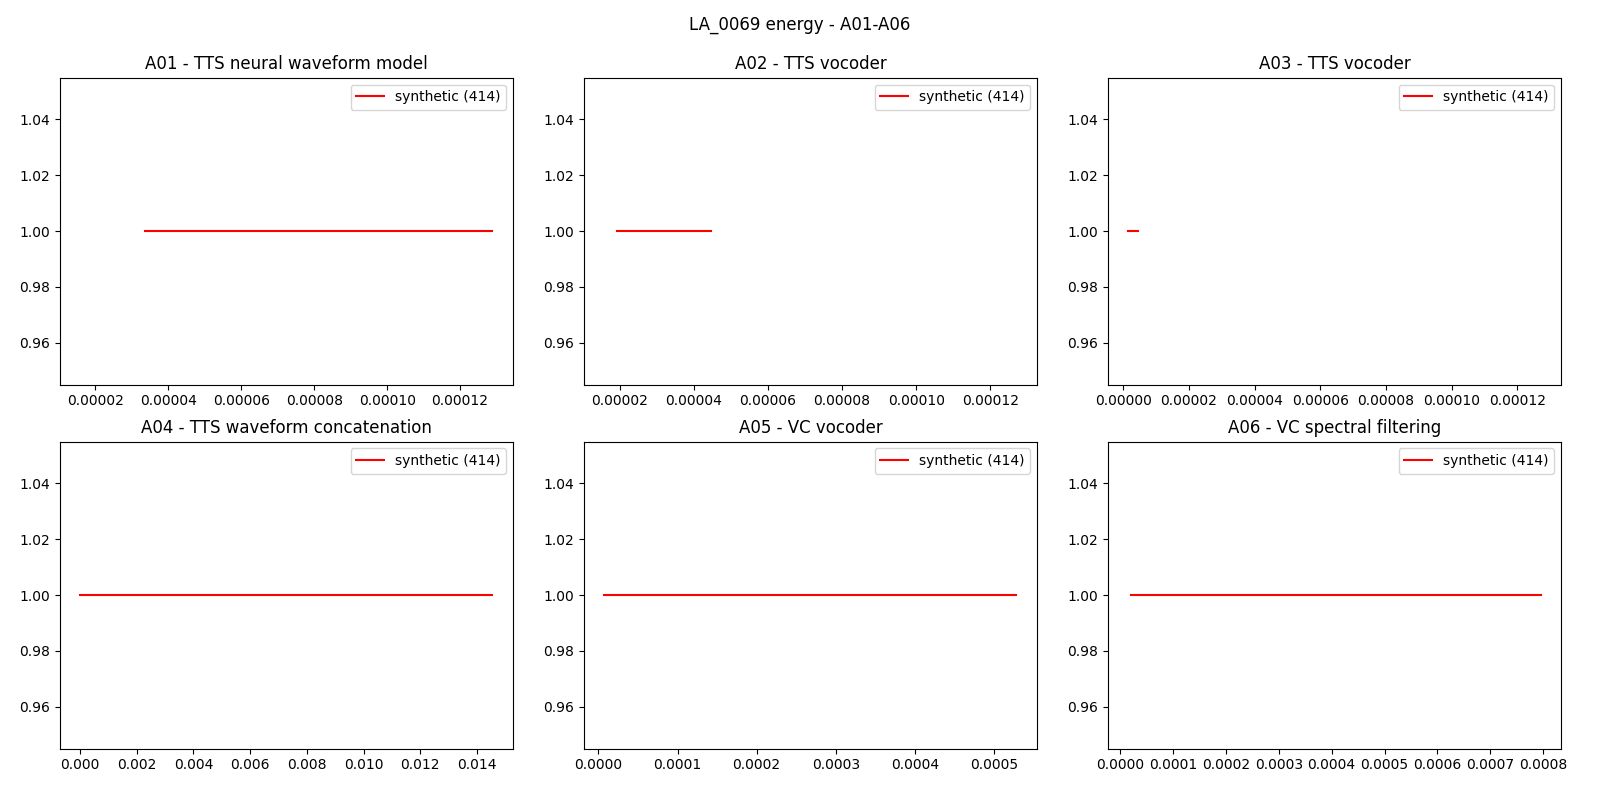 LA_0069 energy - A01-A06
A01 - TTS neural waveform model
synthetic (414)
1.04
1.02
1.00
0.98
0.96
0.00002 0.00004 0.00006 0.00008 0.00010 0.00012
A02 - TTS vocoder
synthetic (414)
1.04
1.02
1.00
0.98
0.96
0.00002 0.00004 0.00006 0.00008 0.00010 0.00012
A03 - TTS vocoder
synthetic (414)
1.04
1.02
1.00
0.98
0.96
0.00000 0.00002 0.00004 0.00006 0.00008 0.00010 0.00012
A04 - TTS waveform concatenation
synthetic (414)
1.04
1.02
1.00
0.98
0.96
0.000 0.002 0.004 0.006 0.008 0.010 0.012 0.014
A05 - VC vocoder
synthetic (414)
1.04
1.02
1.00
0.98
0.96
0.0000 0.0001 0.0002 0.0003 0.0004 0.0005
A06 - VC spectral filtering
synthetic (414)
1.04
1.02
1.00
0.98
0.96
0.0000 0.0001 0.0002 0.0003 0.0004 0.0005 0.0006 0.0007 0.0008